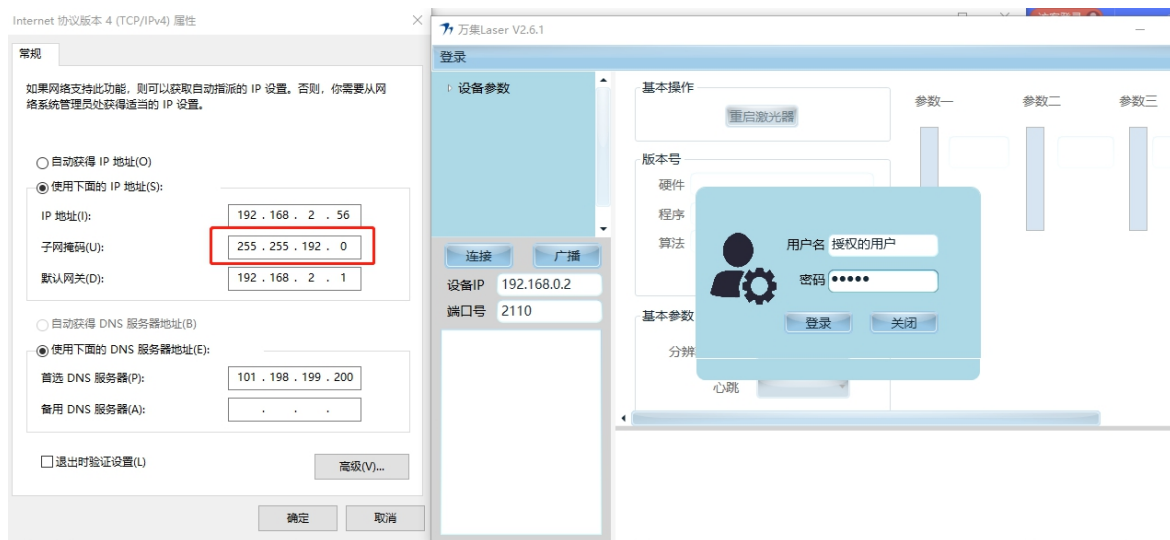 Internet 协议版本 4 (TCP/IPv4) 属性
常规
如果网络支持此功能，则可以获取自动指派的 IP 设置。否则，你需要从网
络系统管理员处获得适当的 IP 设置。
自动获得 IP 地址(O)
使用下面的 IP 地址(S):
IP 地址(I):
192 . 168 . 2 . 56
子网掩码(U):
255 . 255 . 192 . 0
默认网关(D):
192 . 168 . 2 . 1
自动获得 DNS 服务器地址(B)
使用下面的 DNS 服务器地址(E):
首选 DNS 服务器(P):
101 . 198 . 199 . 200
备用 DNS 服务器(A):
. . .
退出时验证设置(L)
高级(V)...
确定
取消
万集Laser V2.6.1
登录
设备参数
连接
广播
设备IP
192.168.0.2
端口号
2110
基本操作
重启激光器
版本号
硬件
程序
算法
基本参数
分辨
心跳
参数一
参数二
参数三
用户名
授权的用户
密码
•••••
登录
关闭